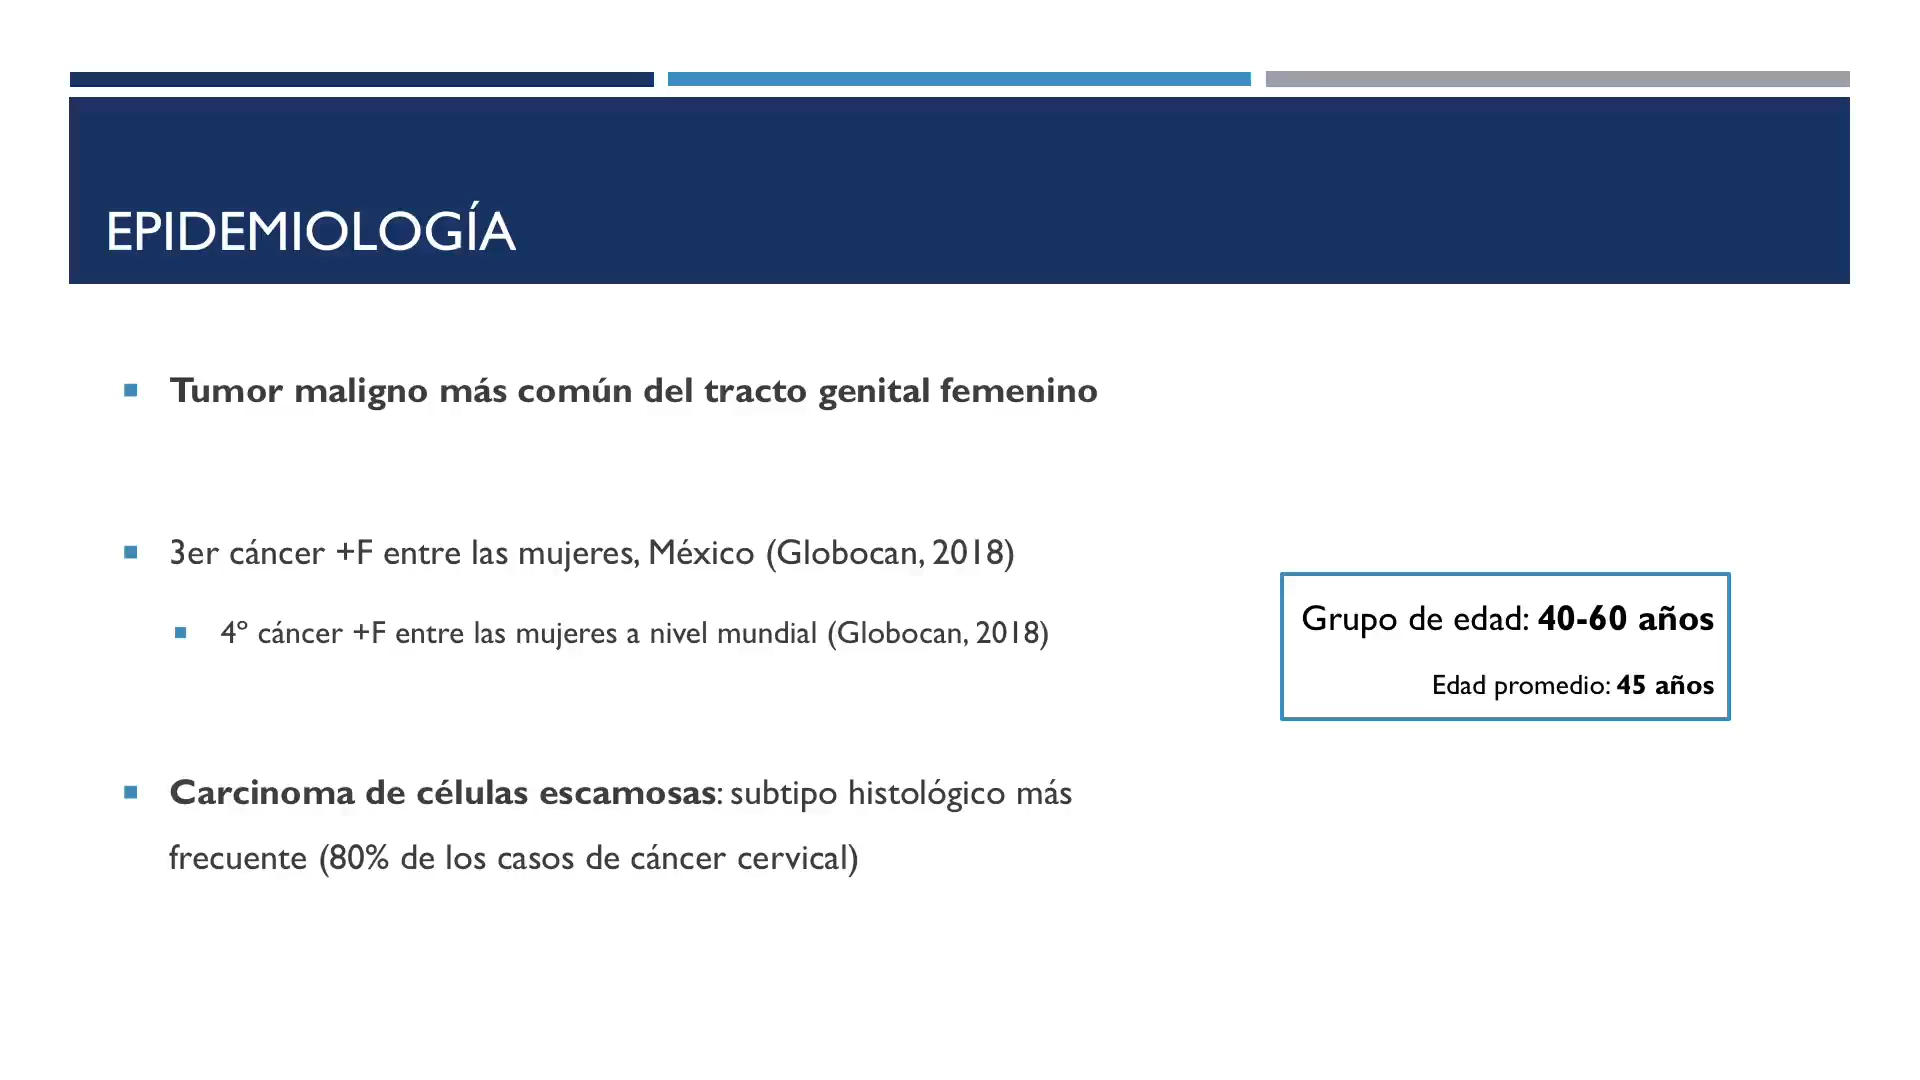 EPIDEMIOLOGÍA
Tumor maligno más común del tracto genital femenino
3er cáncer +F entre las mujeres, México (Globocan, 2018)
4º cáncer +F entre las mujeres a nivel mundial (Globocan, 2018)
Carcinoma de células escamosas: subtipo histológico más
frecuente (80% de los casos de cáncer cervical)
Grupo de edad: 40-60 años
Edad promedio: 45 años